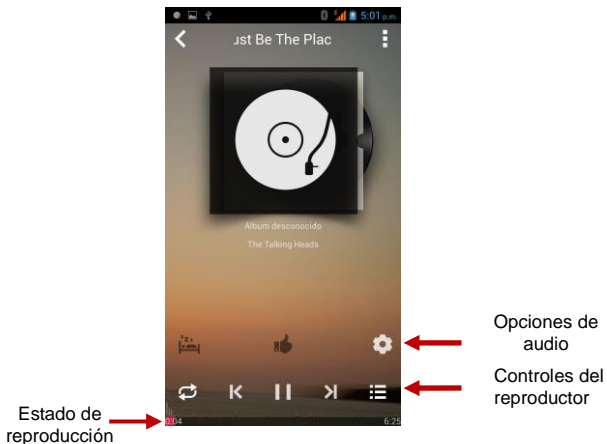 5:01 p.m.
ust Be The Plac
Álbum desconocido
The Talking Heads
Opciones de
audio
Controles del
reproductor
Estado de
reproducción
0:04
6:25